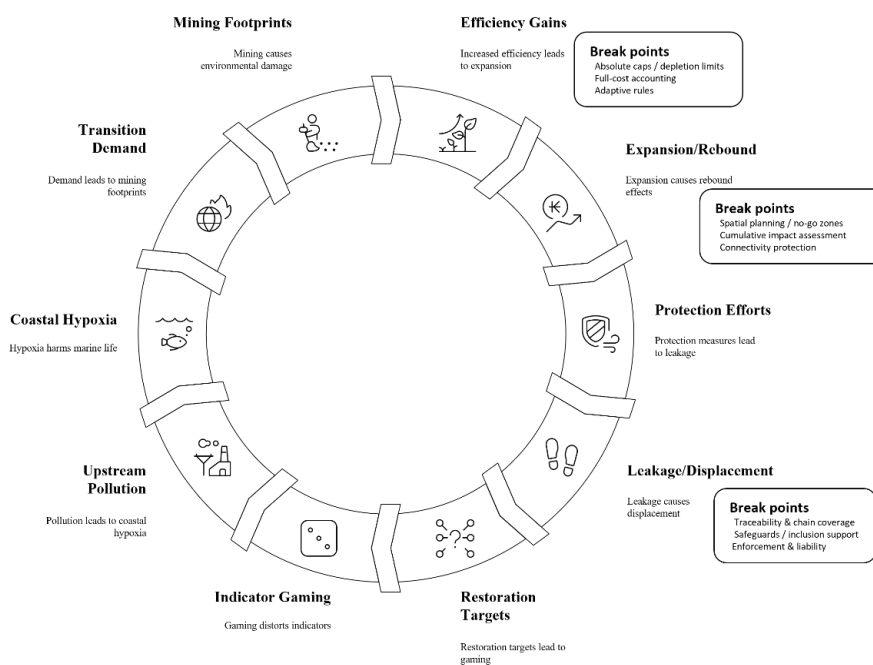 Mining Footprints
Mining causes
environmental damage
Efficiency Gains
Increased efficiency leads
to expansion
Break points
Absolute caps / depletion limits
Full-cost accounting
Adaptive rules
Transition
Demand
Demand leads to mining
footprints
Expansion/Rebound
Expansion causes rebound
effects
Break points
Spatial planning / no-go zones
Cumulative impact assessment
Connectivity protection
Coastal Hypoxia
Hypoxia harms marine life
Protection Efforts
Protection measures lead
to leakage
Upstream
Pollution
Pollution leads to coastal
hypoxia
Leakage/Displacement
Leakage causes
displacement
Break points
Traceability & chain coverage
Safeguards / inclusion support
Enforcement & liability
Indicator Gaming
Gaming distorts indicators
Restoration
Targets
Restoration targets lead to
gaming
?